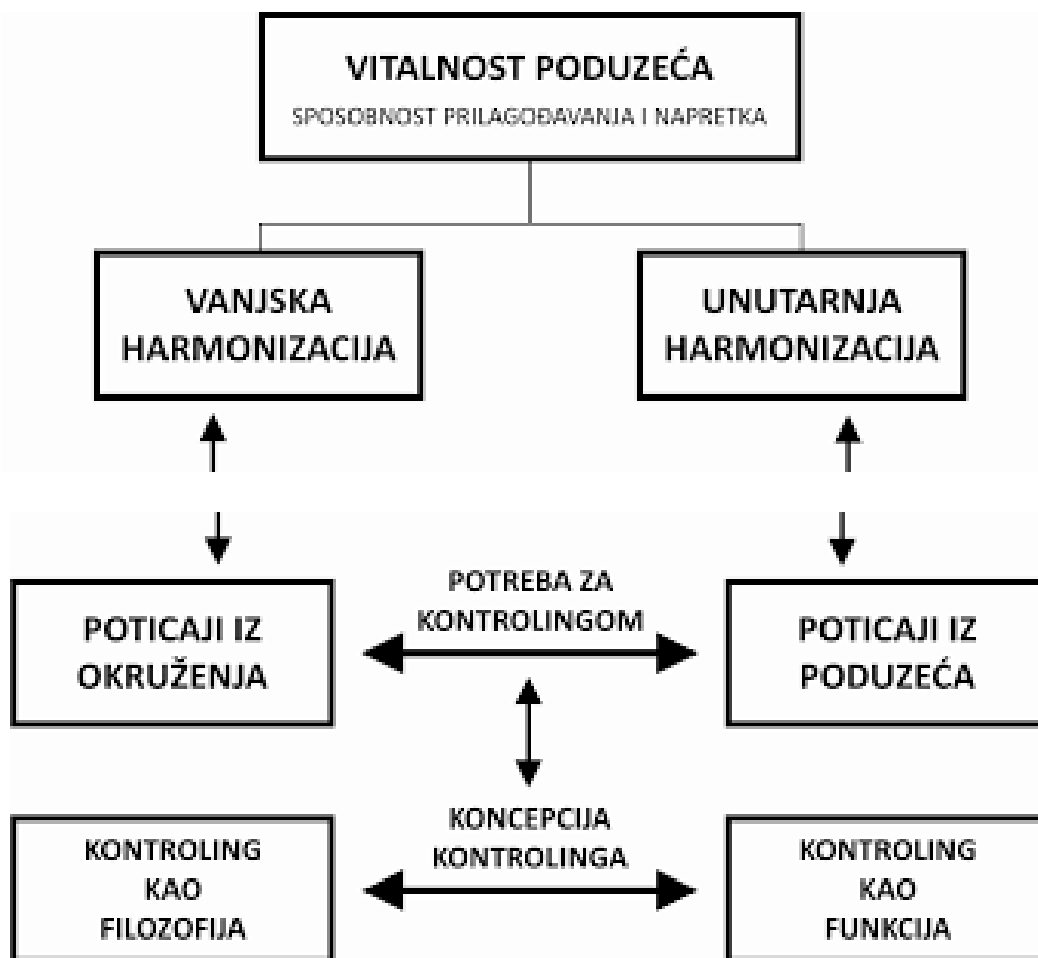 VITALNOST PODUZEĆA
SPOSOBNOST PRILAGOĐAVANJA I NAPRETKA
VANJSKA
HARMONIZACIJA
UNUTARNJA
HARMONIZACIJA
POTICAJI IZ
OKRUŽENJA
POTREBA ZA
KONTROLINGOM
POTICAJI IZ
PODUZEĆA
KONTROLING
KAO
FILOZOFIJA
KONCEPCIJA
KONTROLINGA
KONTROLING
KAO
FUNKCIJA